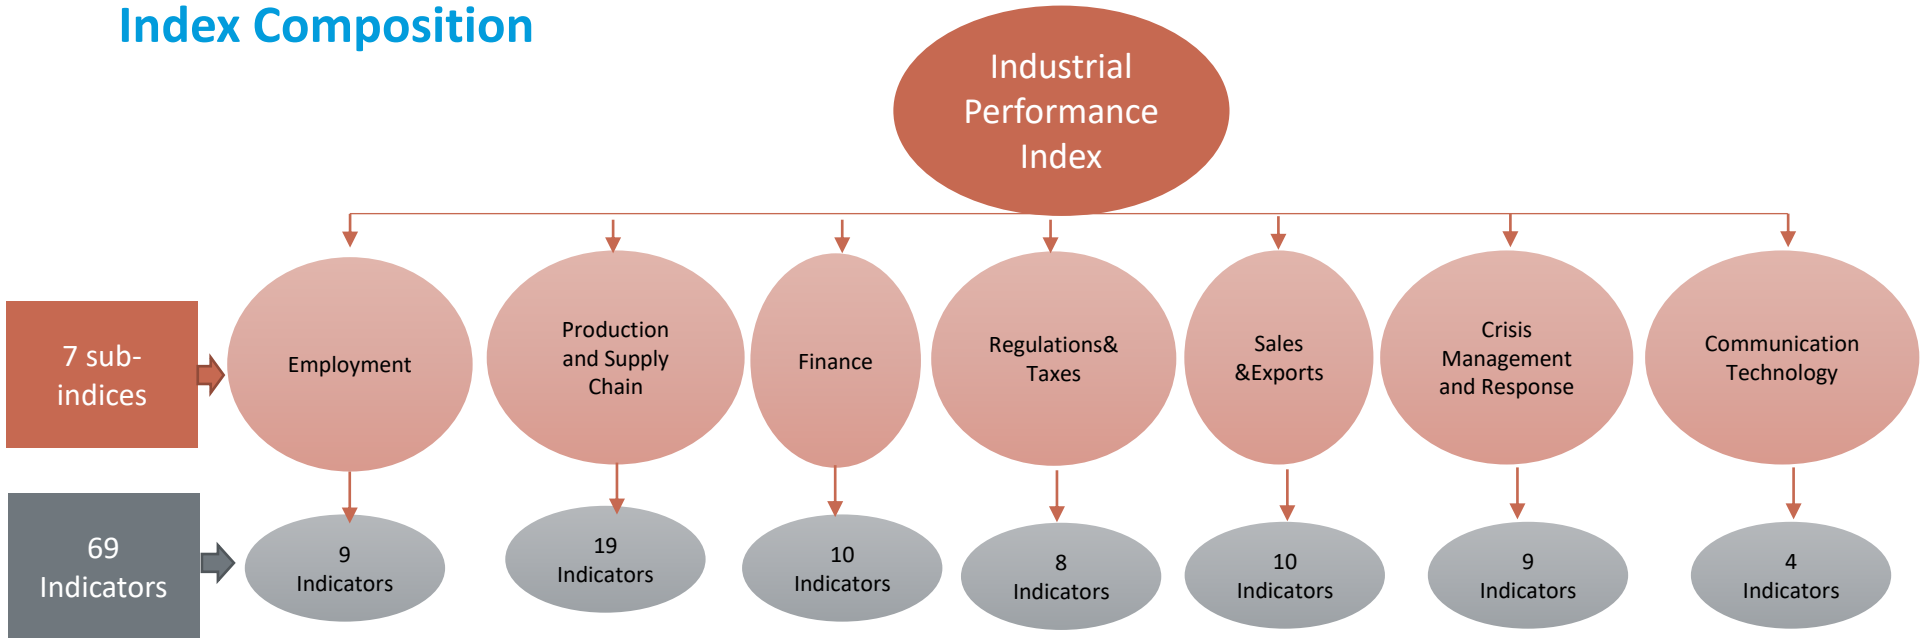 Index Composition
Industrial
Performance
Index
7 sub-
indices
Employment
Production
and Supply
Chain
Finance
Regulations&
Taxes
Sales
&Exports
Crisis
Management
and Response
Communication
Technology
69
Indicators
9
Indicators
19
Indicators
10
Indicators
8
Indicators
10
Indicators
9
Indicators
4
Indicators